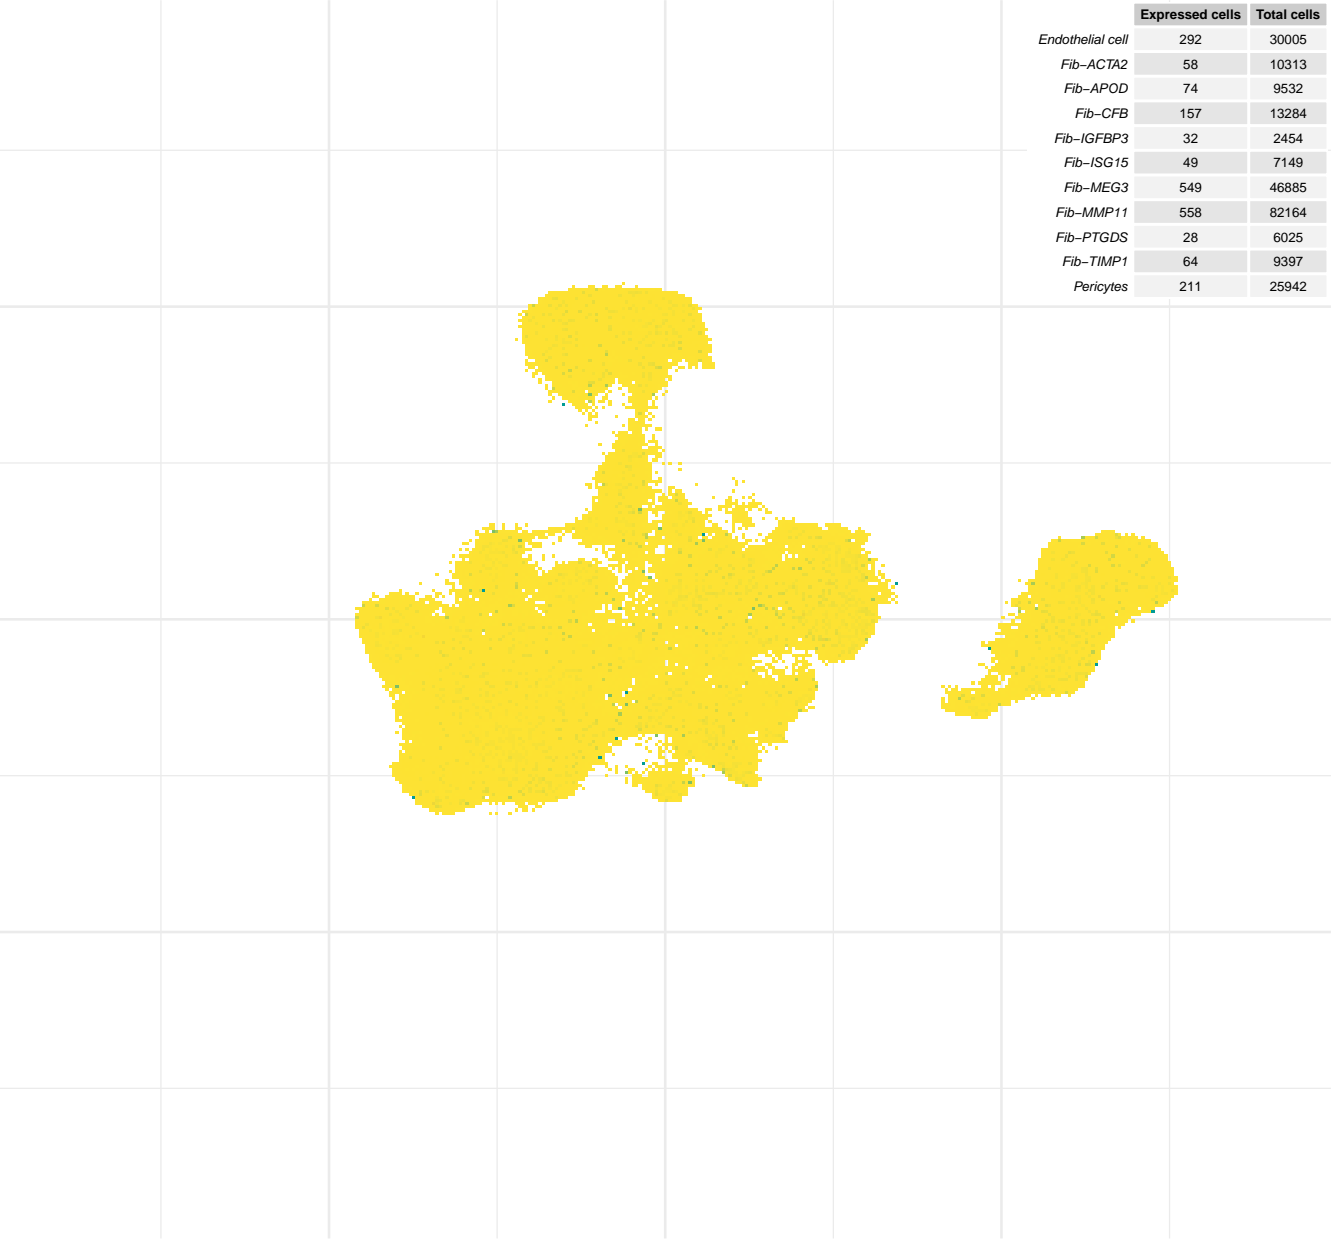 Expressed cells Total cells
Endothelial cell 292 30005
Fib−ACTA2 58 10313
Fib−APOD 74 9532
Fib−CFB 157 13284
Fib−IGFBP3 32 2454
Fib−ISG15 49 7149
Fib−MEG3 549 46885
Fib−MMP11 558 82164
Fib−PTGDS 28 6025
Fib−TIMP1 64 9397
Pericytes 211 25942